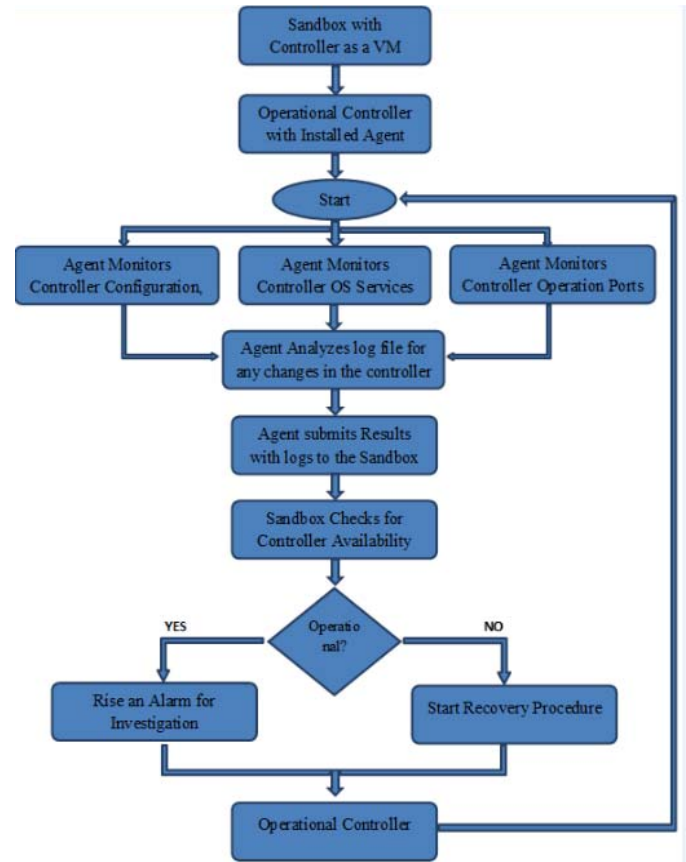 Sandbox with
Controller as a VM
Operational Controller
with Installed Agent
Start
Agent Monitors
Controller Configuration,
Agent Monitors
Controller OS Services
Agent Monitors
Controller Operation Ports
Agent Analyzes log file for
any changes in the controller
Agent submits Results
with logs to the Sandbox
Sandbox Checks for
Controller Availability
Operatio
nal?
YES
NO
Rise an Alarm for
Investigation
Start Recovery Procedure
Operational Controller